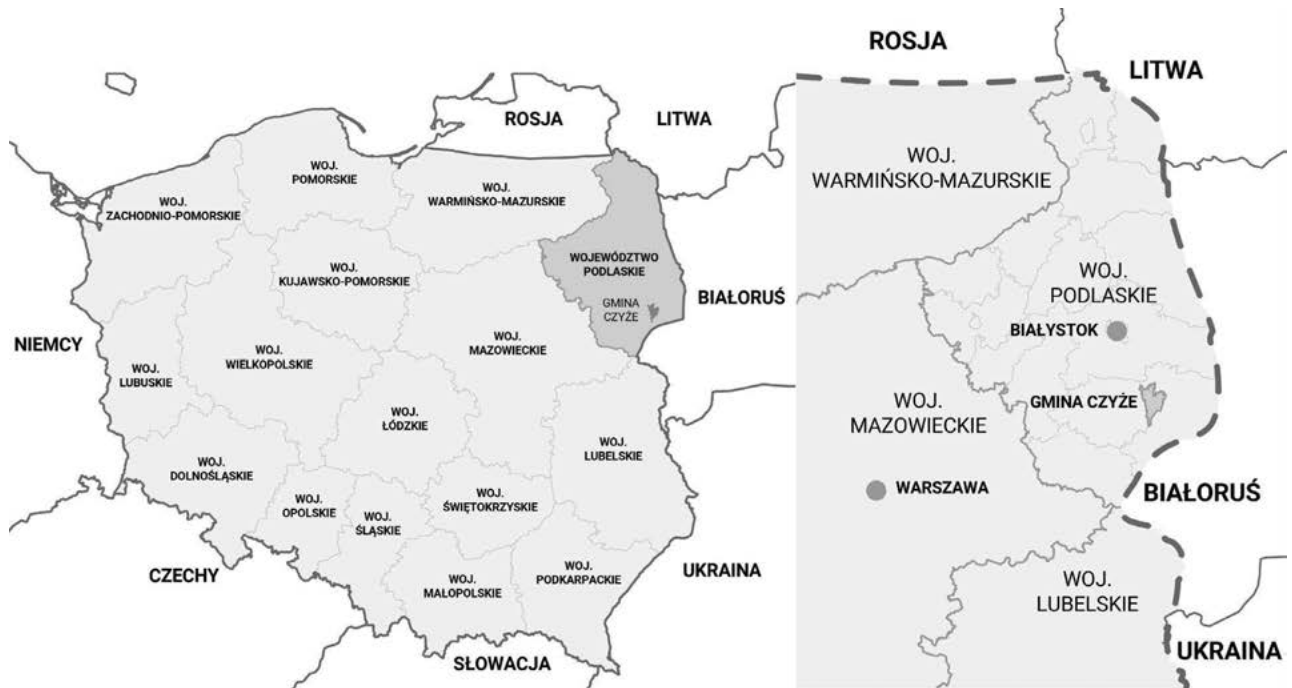 ROSJA
LITWA
WOJ.
POMORSKIE
WOJ.
ZACHODNIO-POMORSKIE
WOJ.
WARMIŃSKO-MAZURSKIE
WOJ.
KUJAWSKO-POMORSKIE
WOJEWÓDZTWO
PODLASKIE
GMINA
CZYŻE
BIAŁORUŚ
NIEMCY
WOJ.
LUBUSKIE
WOJ.
WIELKOPOLSKIE
WOJ.
MAZOWIECKIE
WOJ.
ŁÓDZKIE
WOJ.
LUBELSKIE
WOJ.
DOLNOŚLĄSKIE
WOJ.
OPOLSKIE
WOJ.
ŚLĄSKIE
WOJ.
ŚWIĘTOKRZYSKIE
CZECHY
WOJ.
MAŁOPOLSKIE
WOJ.
PODKARPACKIE
UKRAINA
SŁOWACJA
ROSJA
LITWA
WOJ.
WARMIŃSKO-MAZURSKIE
WOJ.
PODLASKIE
BIAŁYSTOK
GMINA CZYŻE
WOJ.
MAZOWIECKIE
WARSZAWA
BIAŁORUŚ
WOJ.
LUBELSKIE
UKRAINA